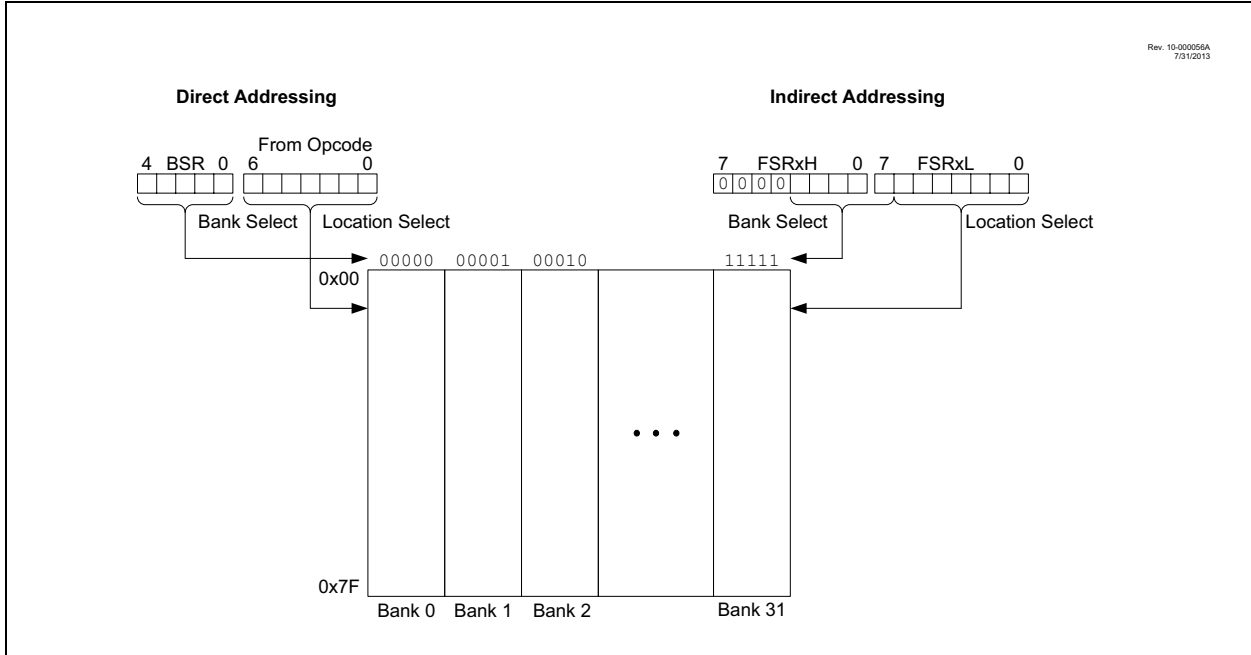 Rev. 10-000056A
7/31/2013
Direct Addressing
Indirect Addressing
From Opcode
4 BSR 0 6 0
7 FSRxH 0 7 FSRxL 0
0 0 0 0
Bank Select Location Select
Bank Select Location Select
00000 00001 00010 11111
0x00
• • •
0x7F
Bank 0 Bank 1 Bank 2 Bank 31